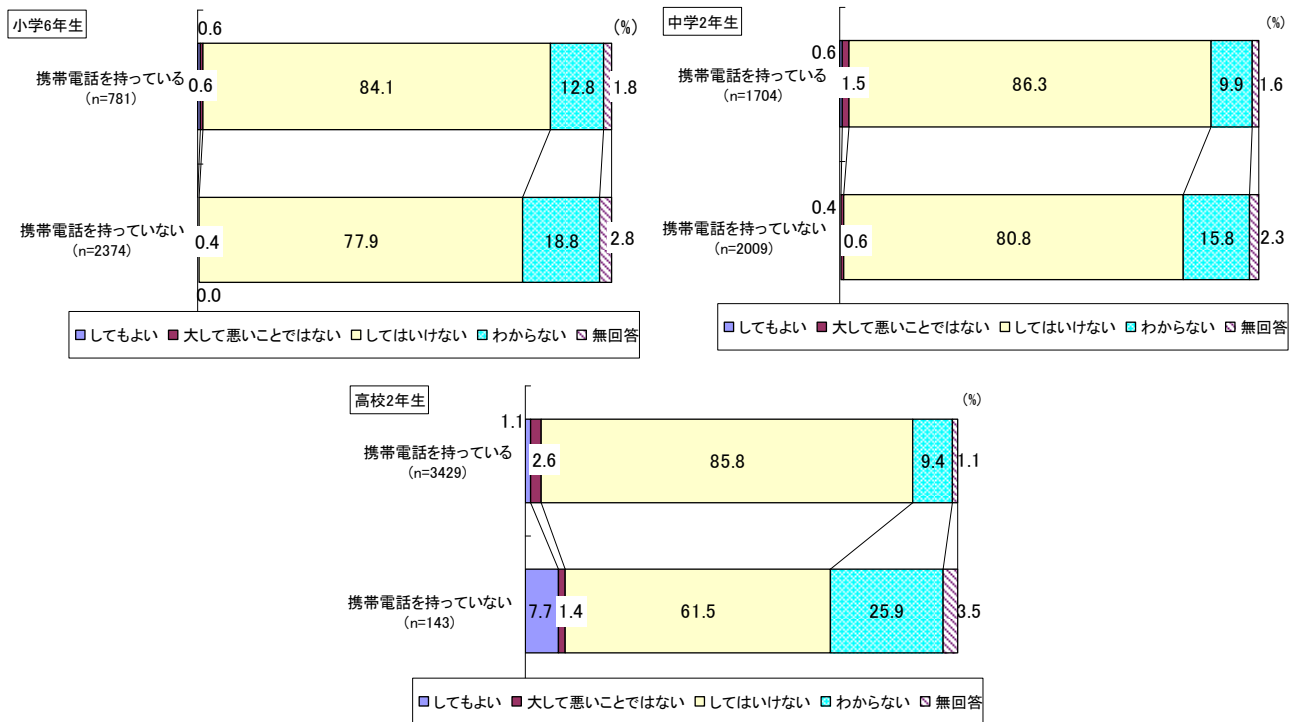 小学6年生
(%)
0.6
携帯電話を持っている
(n=781)
0.6
84.1
12.8
1.8
携帯電話を持っていない
(n=2374)
0.4
77.9
18.8
2.8
0.0
してもよい 大して悪いことではない してはいけない わからない 無回答
中学2年生
(%)
0.6
携帯電話を持っている
(n=1704)
1.5
86.3
9.9
1.6
0.4
携帯電話を持っていない
(n=2009)
0.6
80.8
15.8
2.3
してもよい 大して悪いことではない してはいけない わからない 無回答
高校2年生
(%)
1.1
携帯電話を持っている
(n=3429)
2.6
85.8
9.4
1.1
携帯電話を持っていない
(n=143)
7.7
1.4
61.5
25.9
3.5
してもよい 大して悪いことではない してはいけない わからない 無回答